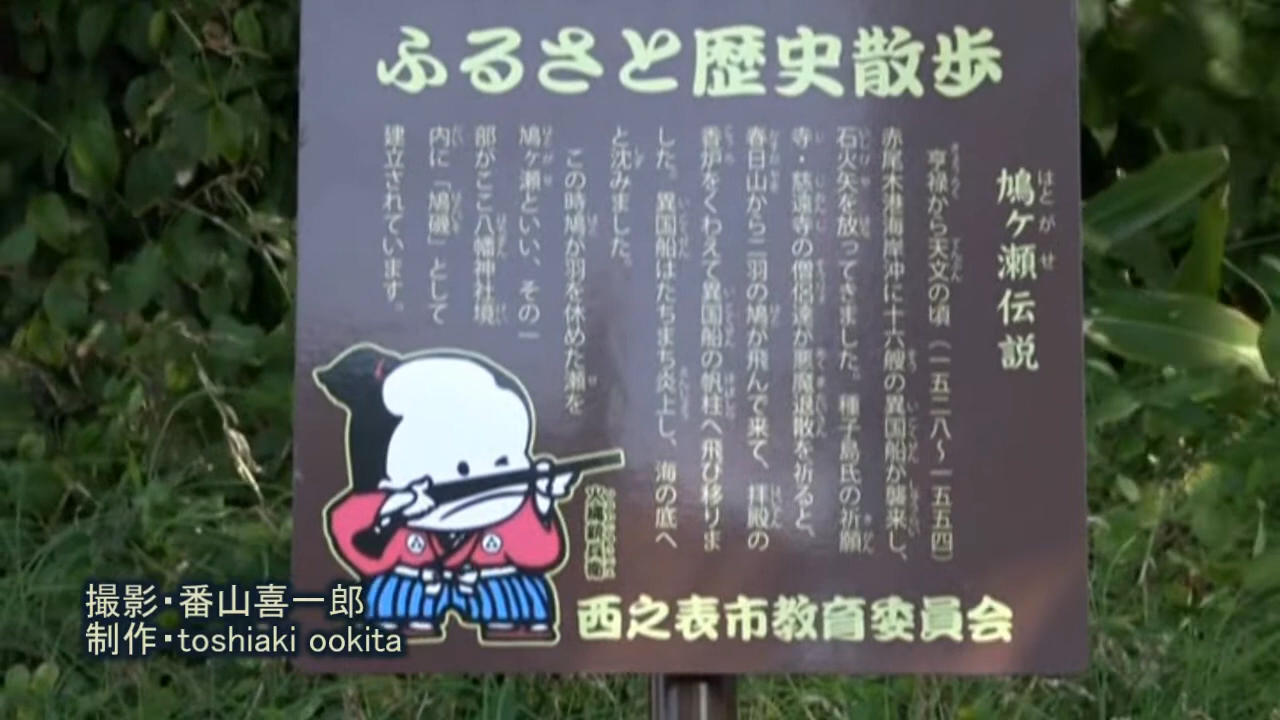 ふるさと歴史散歩
鳩ヶ瀬伝説
享禄から天文の頃(一五二八～一五五四)
赤尾木港海岸沖に十六艘の異国船が襲来し、
石火矢を放ってきました。種子島氏の祈願
寺・慈遠寺の僧侶達が悪魔退散を祈ると、
春日山から二羽の鳩が飛んで来て、拝殿の
香炉をくわえて異国船の帆柱へ飛び移りま
した。異国船はたちまち炎上し、海の底へ
と沈みました。
この時鳩が羽を休めた瀬を
鳩ヶ瀬といい、その一
部がここ八幡神社境
内に「鳩礒」として
建立されています。
西之表市教育委員会
撮影・番山喜一郎
制作・toshiaki ookita